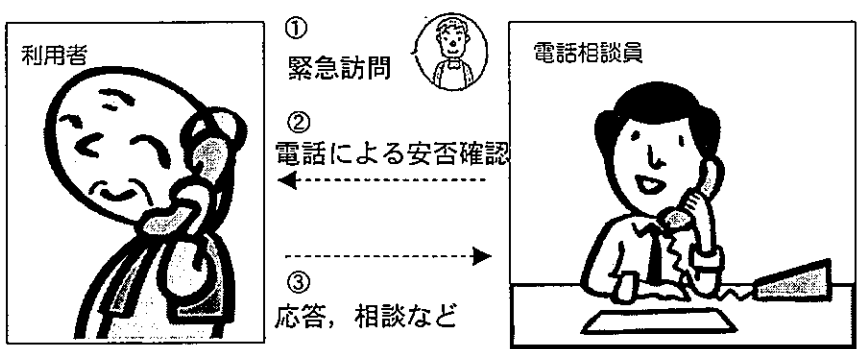 利用者
①
緊急訪問
電話相談員
②
電話による安否確認
③
応答，相談など